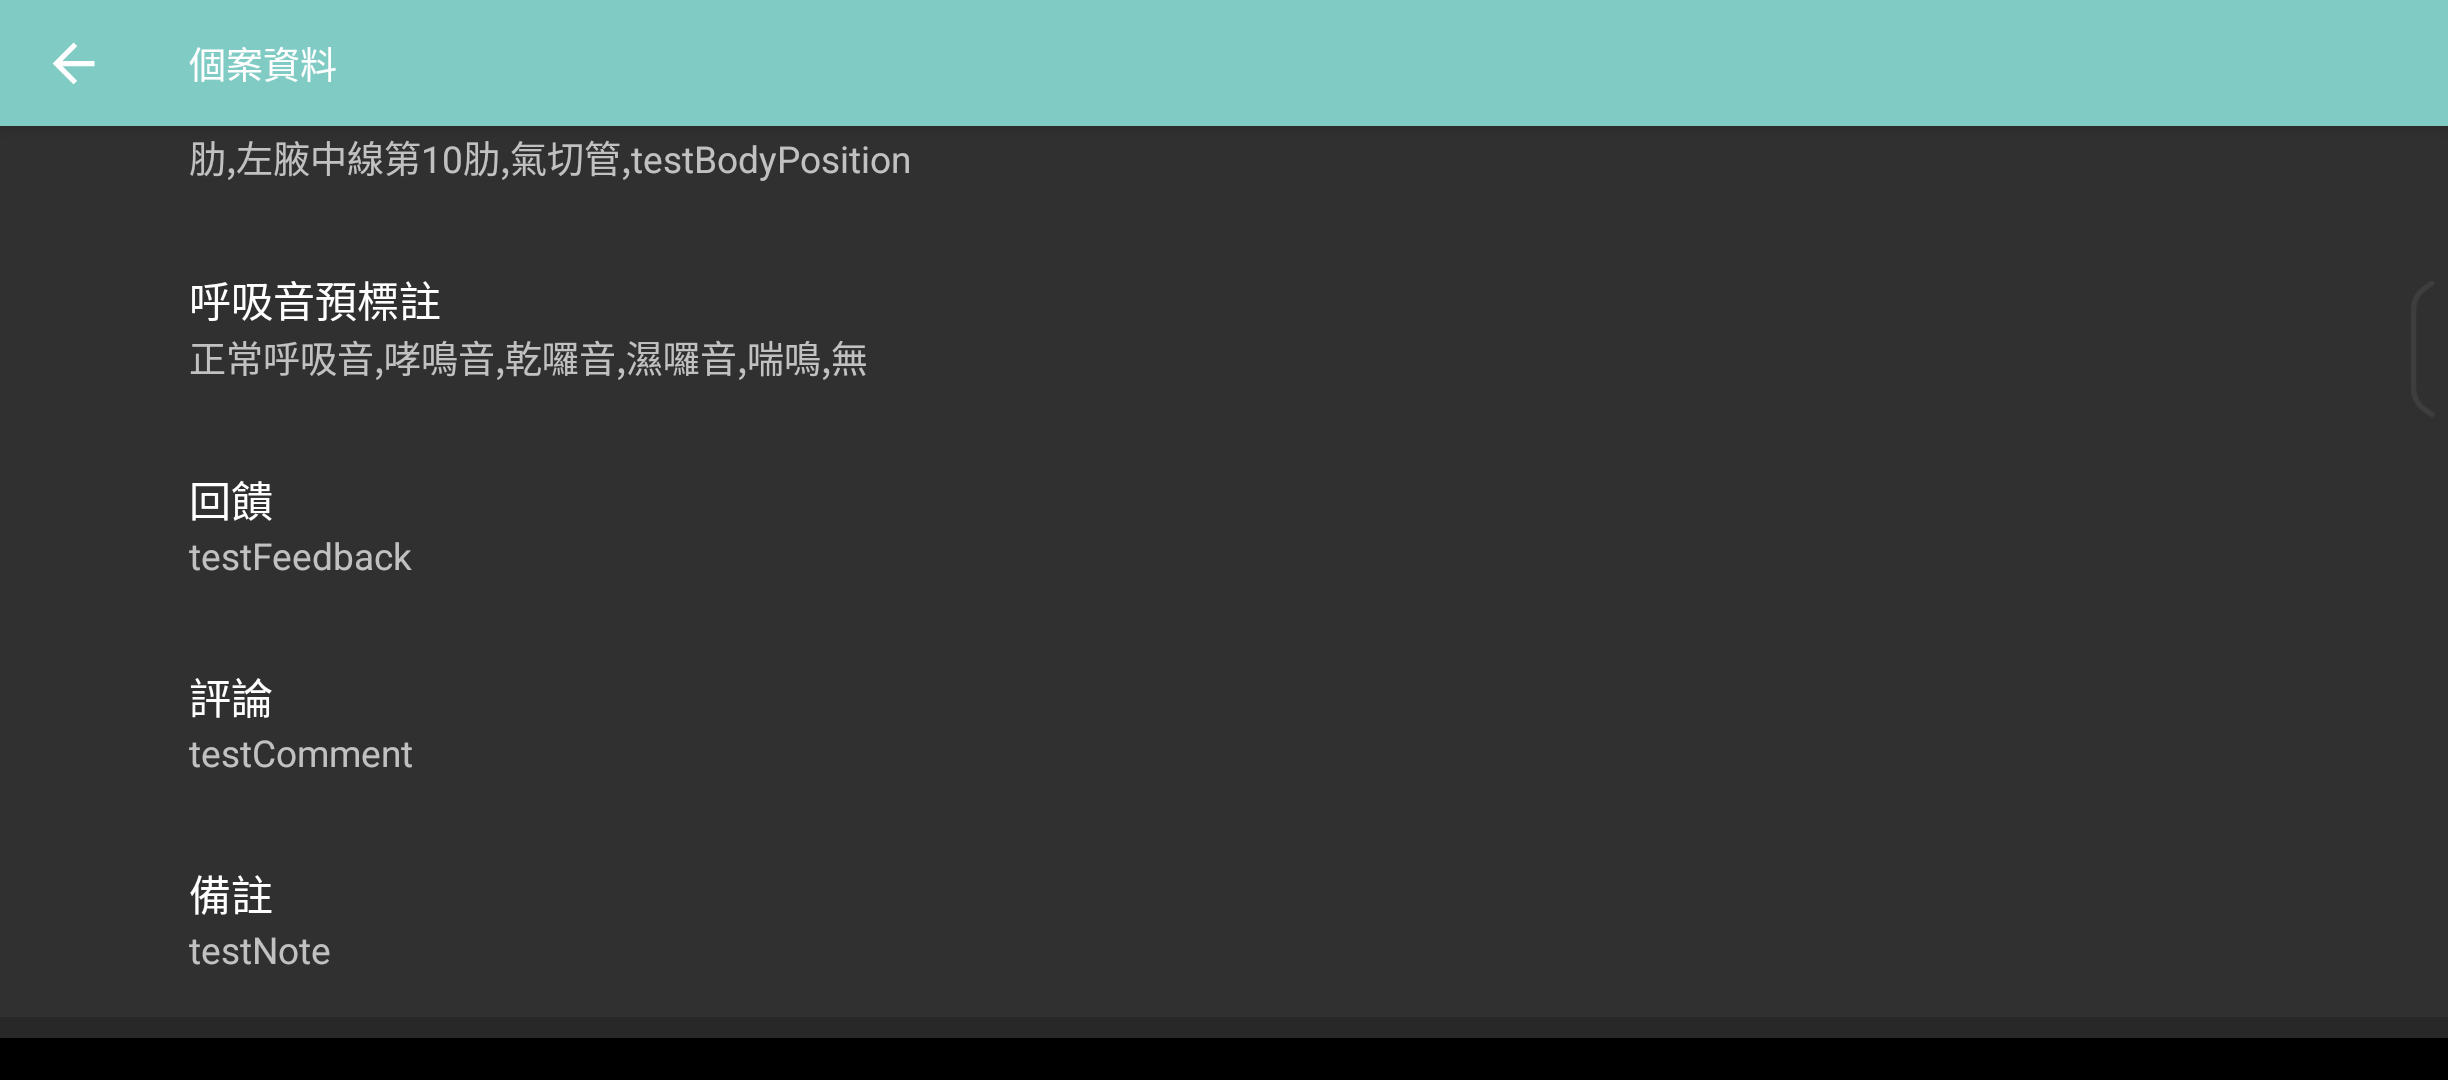 個案資料
肋,左腋中線第10肋,氣切管,testBodyPosition
呼吸音預標註
正常呼吸音,哮鳴音,乾囉音,濕囉音,喘鳴,無
回饋
testFeedback
評論
testComment
備註
testNote